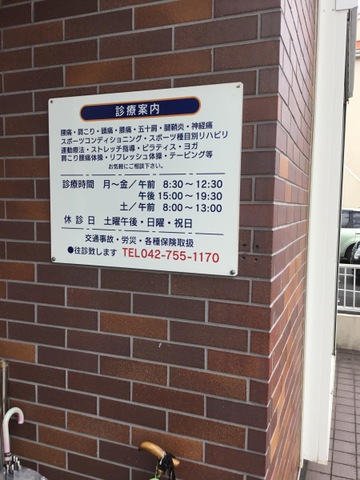 診療案内
腰痛・肩こり・頭痛・膝痛・五十肩・腱鞘炎・神経痛
スポーツコンディショニング・スポーツ種目別リハビリ
運動療法・ストレッチ指導・ピラティス・ヨガ
肩こり腰痛体操・リフレッシュ体操・テーピング等
お気軽にご相談下さい。
診療時間 月～金／午前 8:30～12:30
午後 15:00～19:30
土／午前 8:00～13:00
休診日 土曜午後・日曜・祝日
交通事故・労災・各種保険取扱
●往診致します TEL042-755-1170